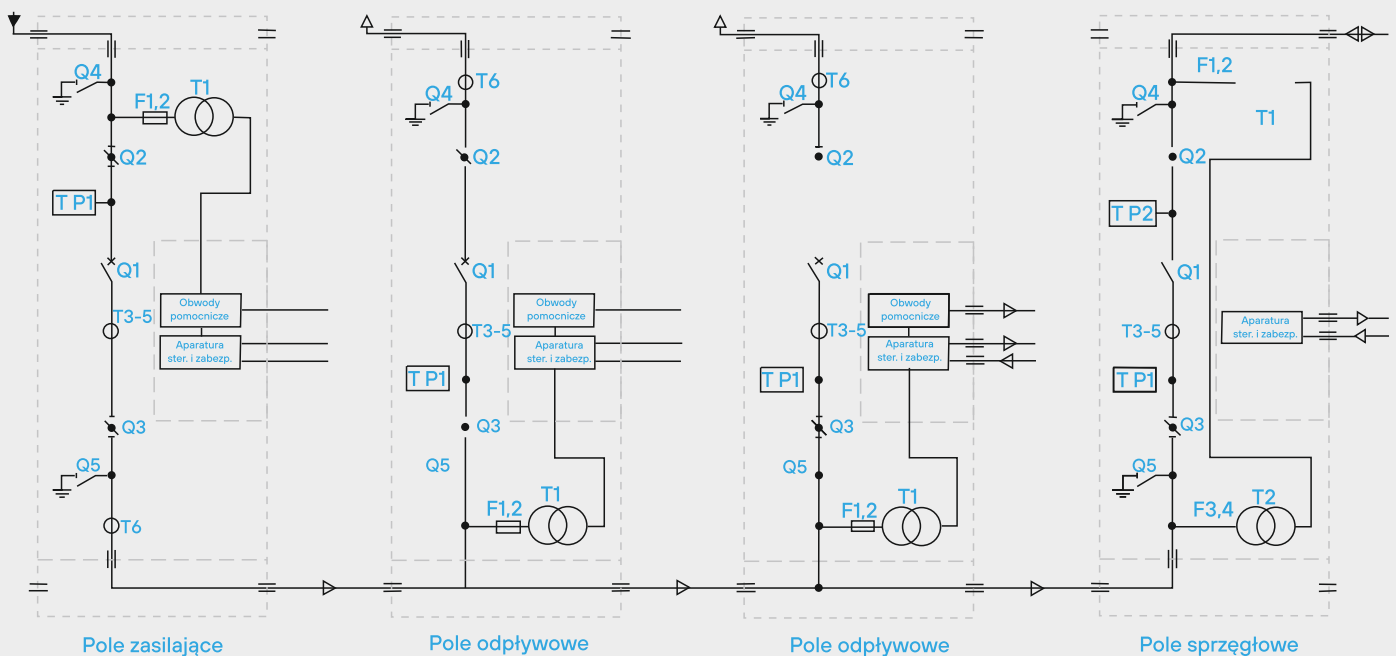 Q4
T1
F1,2
Q2
T P1
Q1
T3-5
Obwody
pomocnicze
Aparatura
ster. i zabezp.
Q3
Q5
T6
Pole zasilające
T6
Q4
Q2
Q1
T3-5
Obwody
pomocnicze
Aparatura
ster. i zabezp.
T P1
Q3
Q5
T1
F1,2
Pole odpływowe
T6
Q4
Q2
Q1
T3-5
Obwody
pomocnicze
Aparatura
ster. i zabezp.
T P1
Q3
Q5
T1
F1,2
Pole odpływowe
F1,2
Q4
T1
Q2
T P2
Q1
T3-5
Aparatura
ster. i zabezp.
T P1
Q3
Q5
T2
F3,4
Pole sprzęgłowe